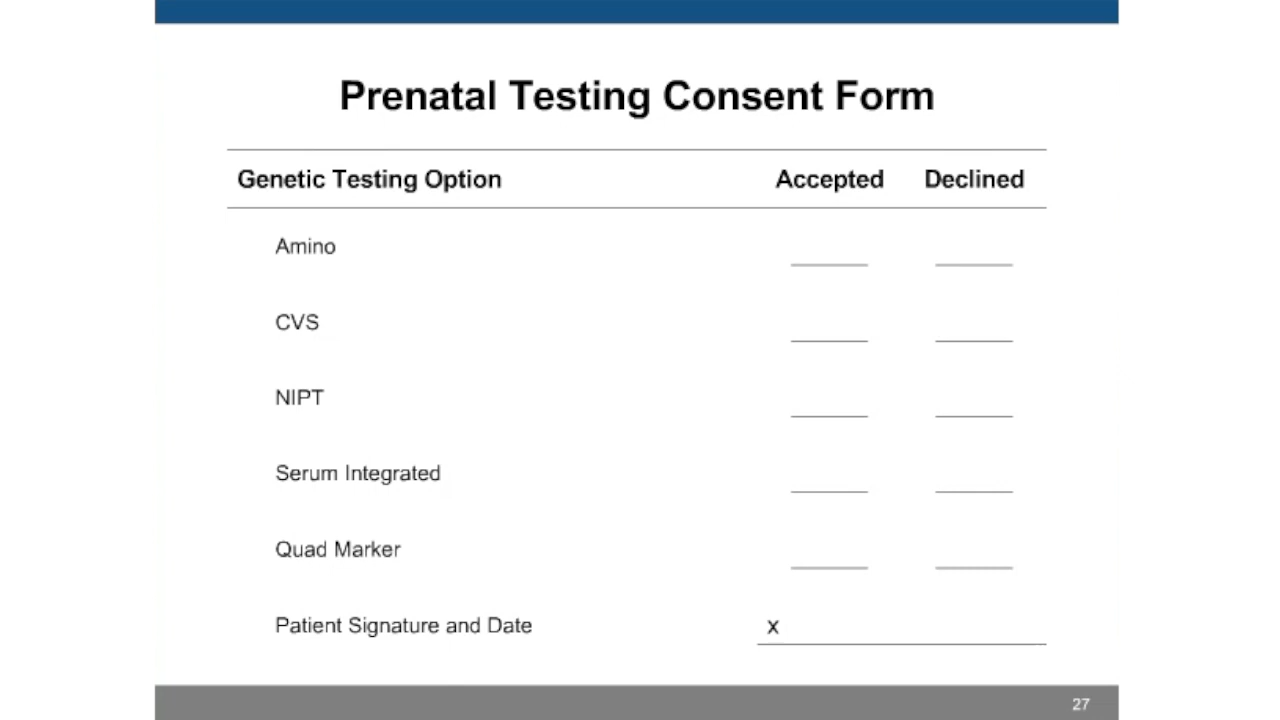 Prenatal Testing Consent Form
Genetic Testing Option Accepted Declined
Amino
CVS
NIPT
Serum Integrated
Quad Marker
Patient Signature and Date x
27